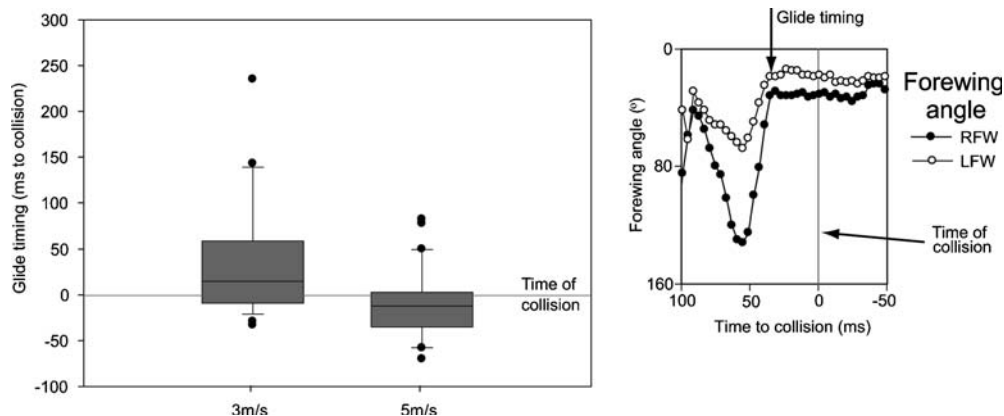 Glide timing (ms to collision)
300
250
200
150
100
50
0
-50
-100
3m/s
5m/s
Time of
collision
Glide timing
Forewing angle (º)
0
80
160
100
50
0
-50
Time to collision (ms)
Forewing
angle
RFW
LFW
Time of
collision